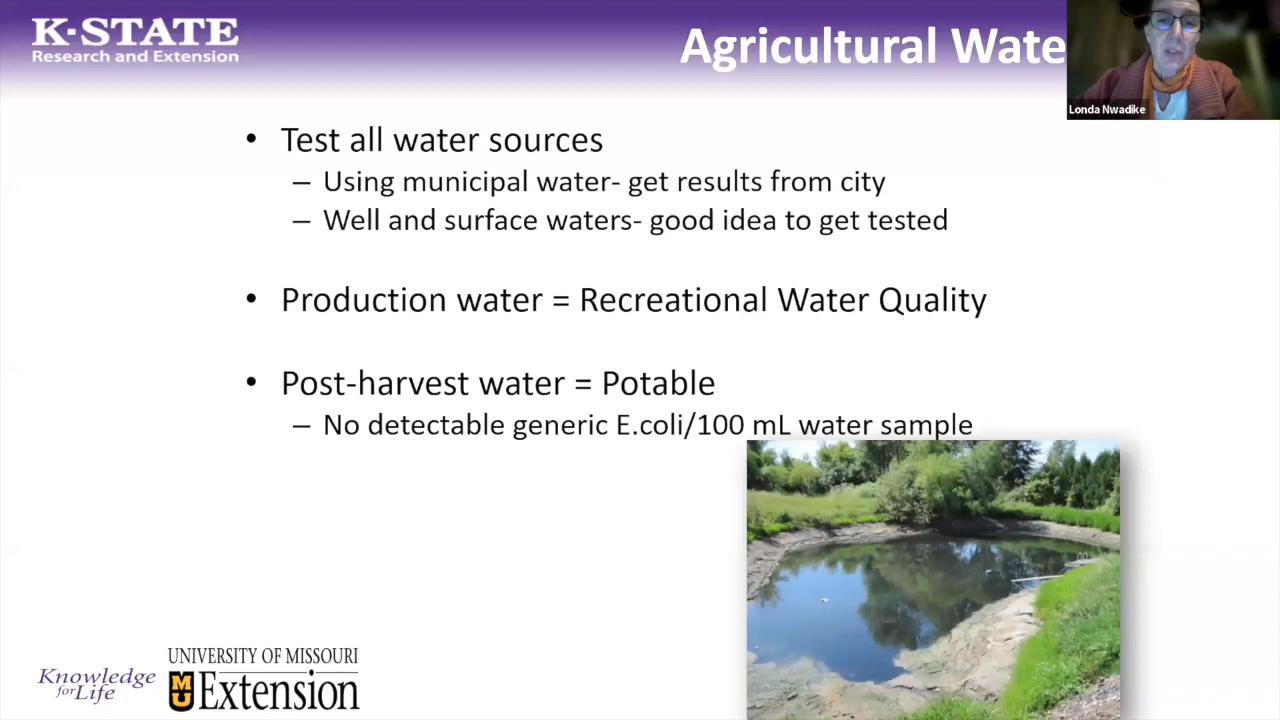 K-STATE
Research and Extension
Agricultural Wate
Londa Nwadike
• Test all water sources
– Using municipal water- get results from city
– Well and surface waters- good idea to get tested
• Production water = Recreational Water Quality
• Post-harvest water = Potable
– No detectable generic E.coli/100 mL water sample
Knowledge
for Life
UNIVERSITY OF MISSOURI
MU Extension